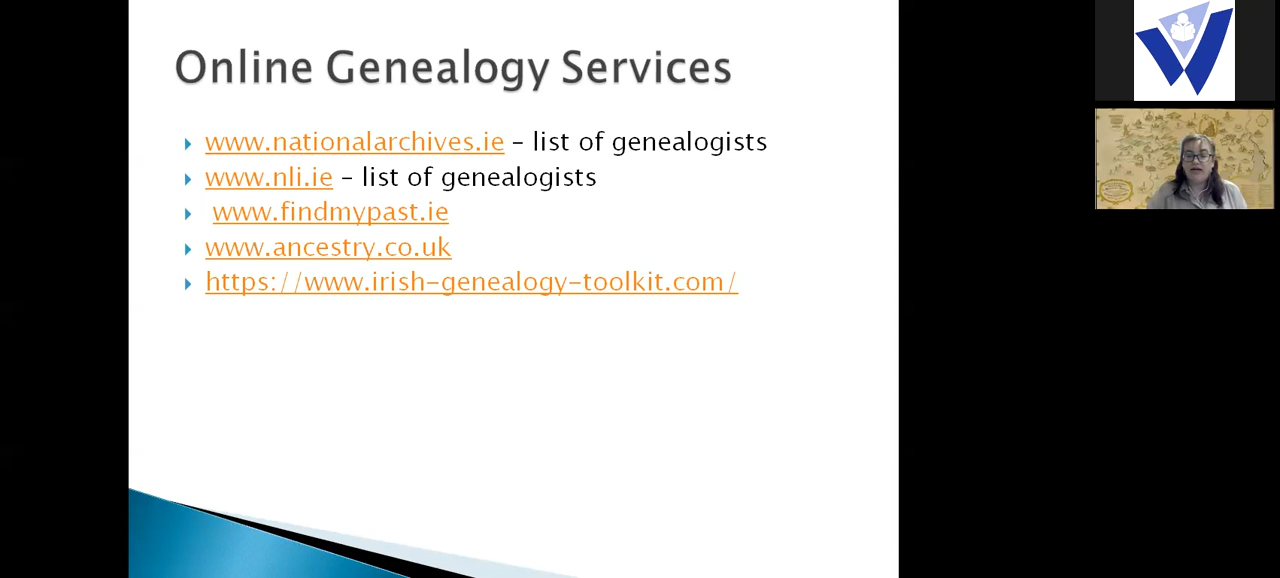 Online Genealogy Services
www.nationalarchives.ie – list of genealogists
www.nli.ie – list of genealogists
www.findmypast.ie
www.ancestry.co.uk
https://www.irish-genealogy-toolkit.com/